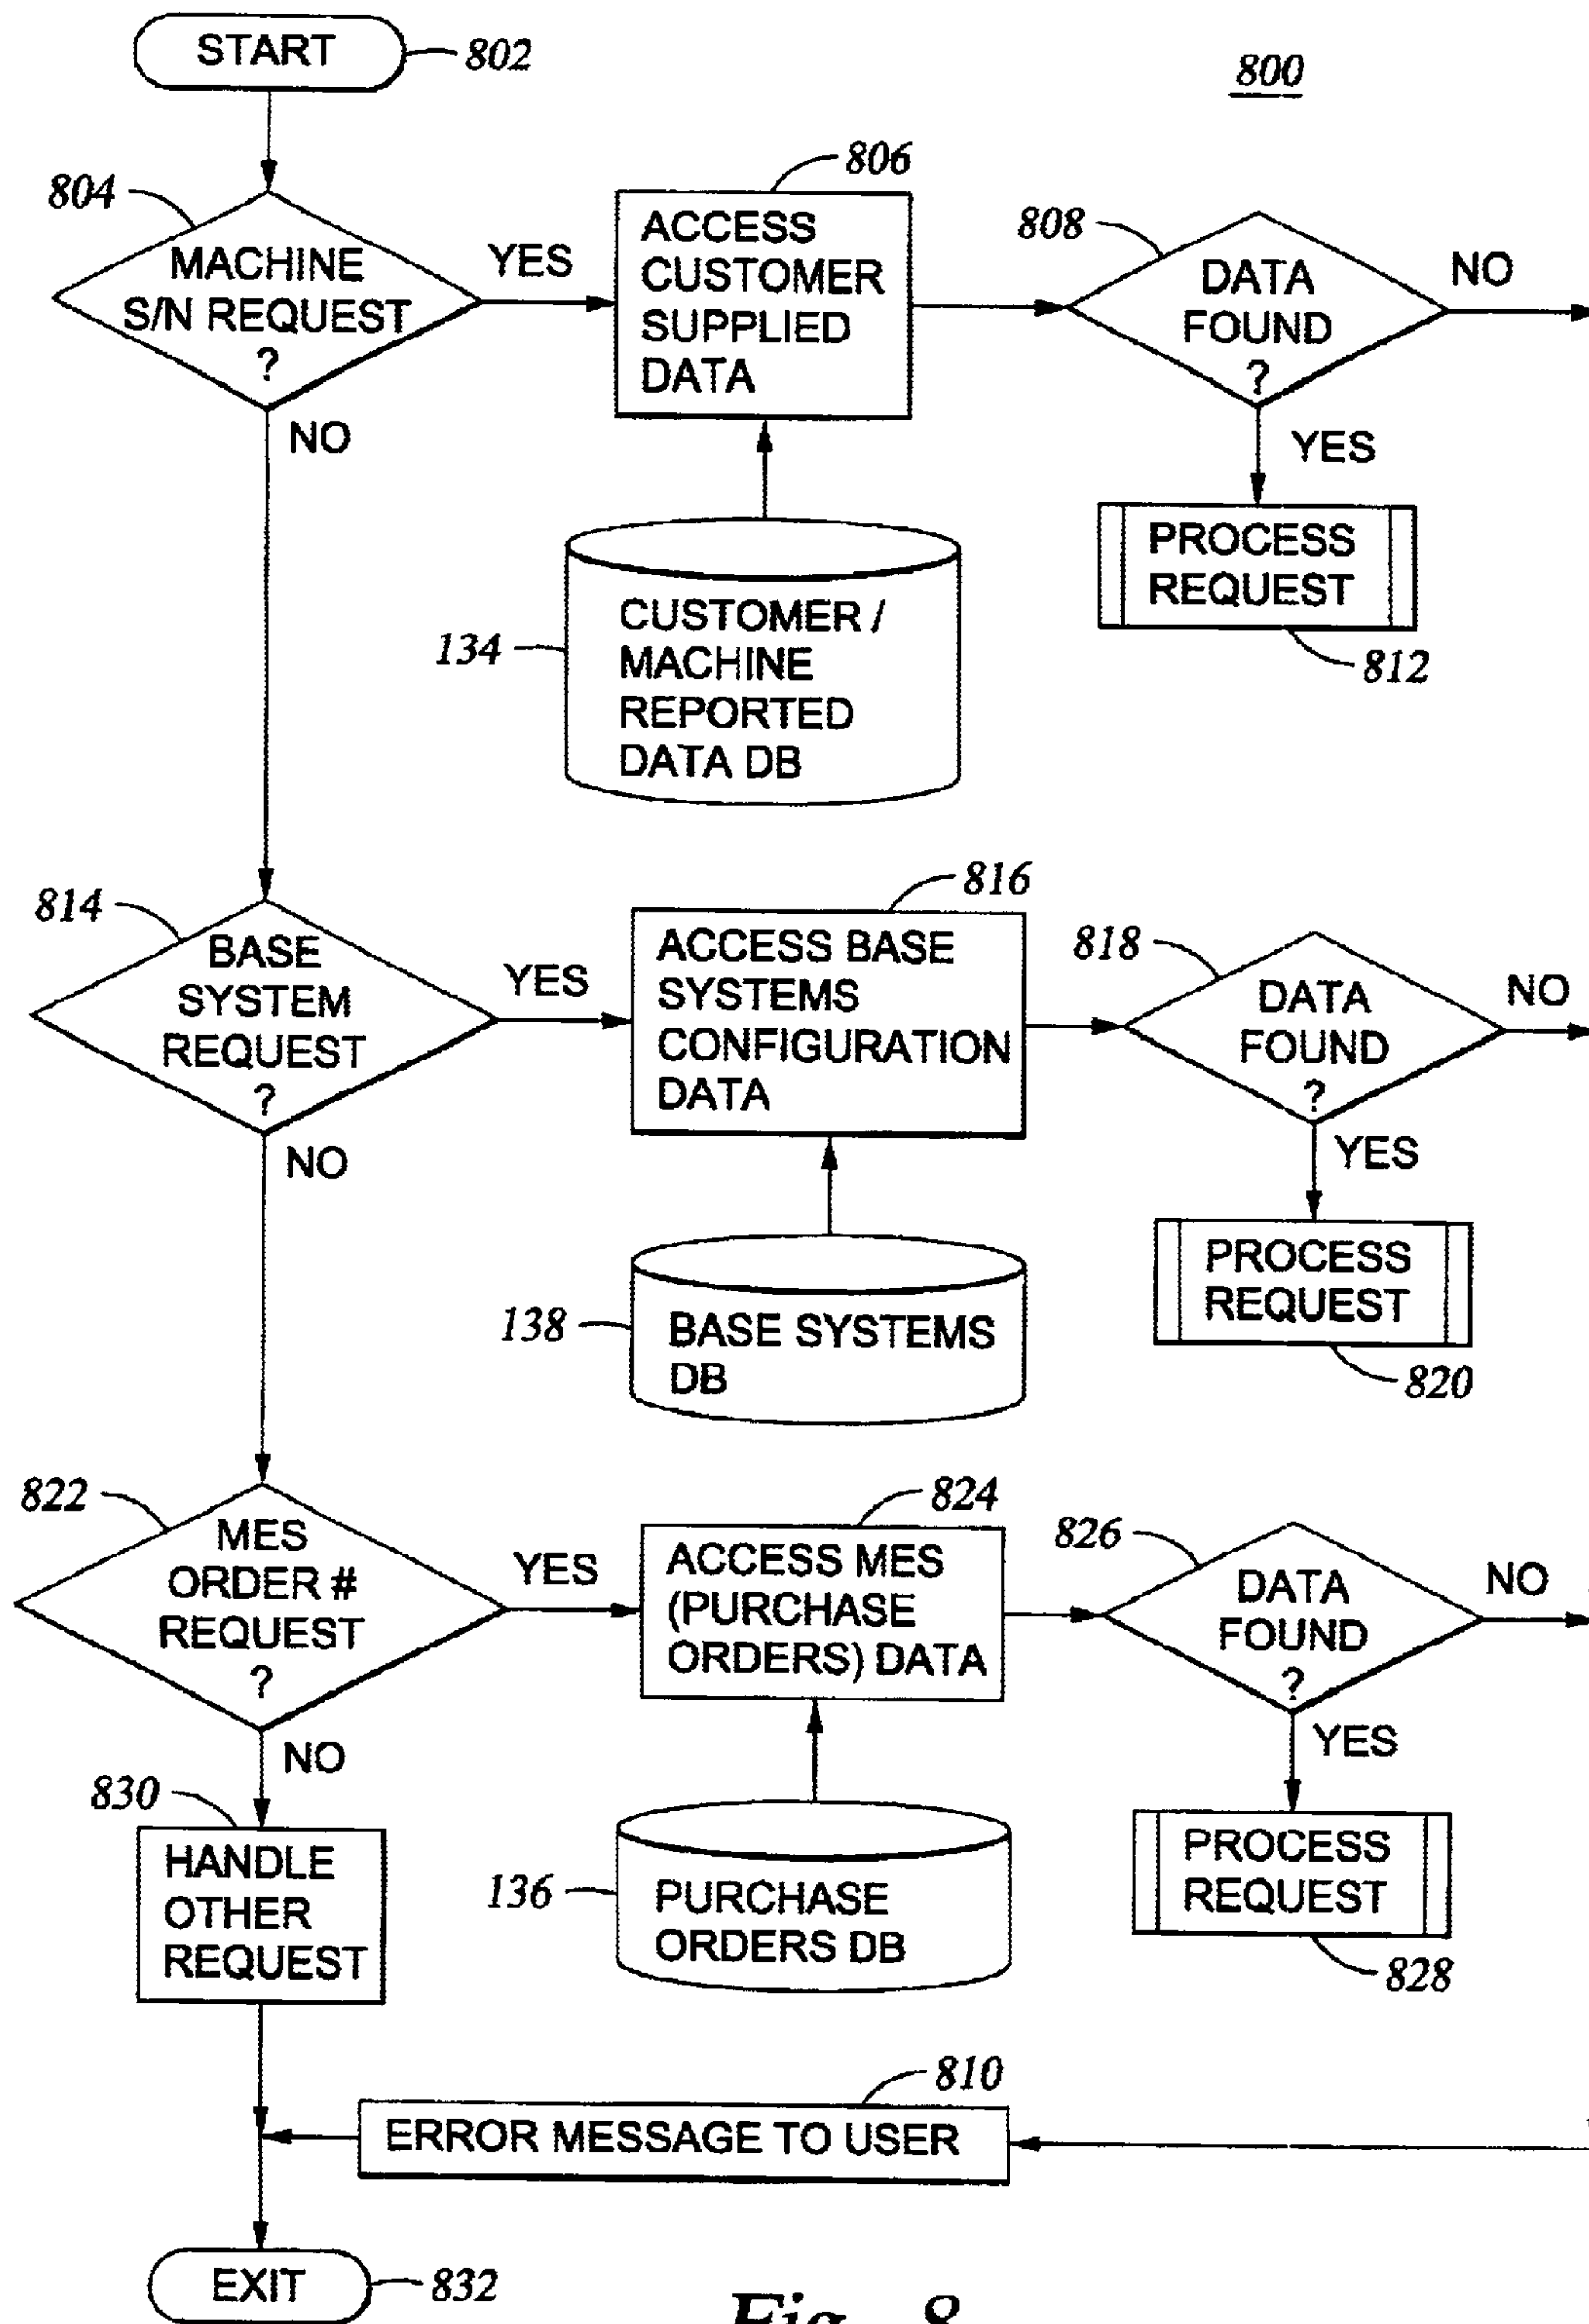 START
802
800
804
MACHINE
S/N REQUEST
?
YES
NO
806
ACCESS
CUSTOMER
SUPPLIED
DATA
808
DATA
FOUND
?
NO
YES
PROCESS
REQUEST
812
134
CUSTOMER /
MACHINE
REPORTED
DATA DB
814
BASE
SYSTEM
REQUEST
?
YES
NO
816
ACCESS BASE
SYSTEMS
CONFIGURATION
DATA
818
DATA
FOUND
?
NO
YES
PROCESS
REQUEST
820
138
BASE SYSTEMS
DB
822
MES
ORDER #
REQUEST
?
YES
NO
824
ACCESS MES
(PURCHASE
ORDERS) DATA
826
DATA
FOUND
?
NO
YES
PROCESS
REQUEST
828
136
PURCHASE
ORDERS DB
830
HANDLE
OTHER
REQUEST
810
ERROR MESSAGE TO USER
EXIT
832
Fig. 8